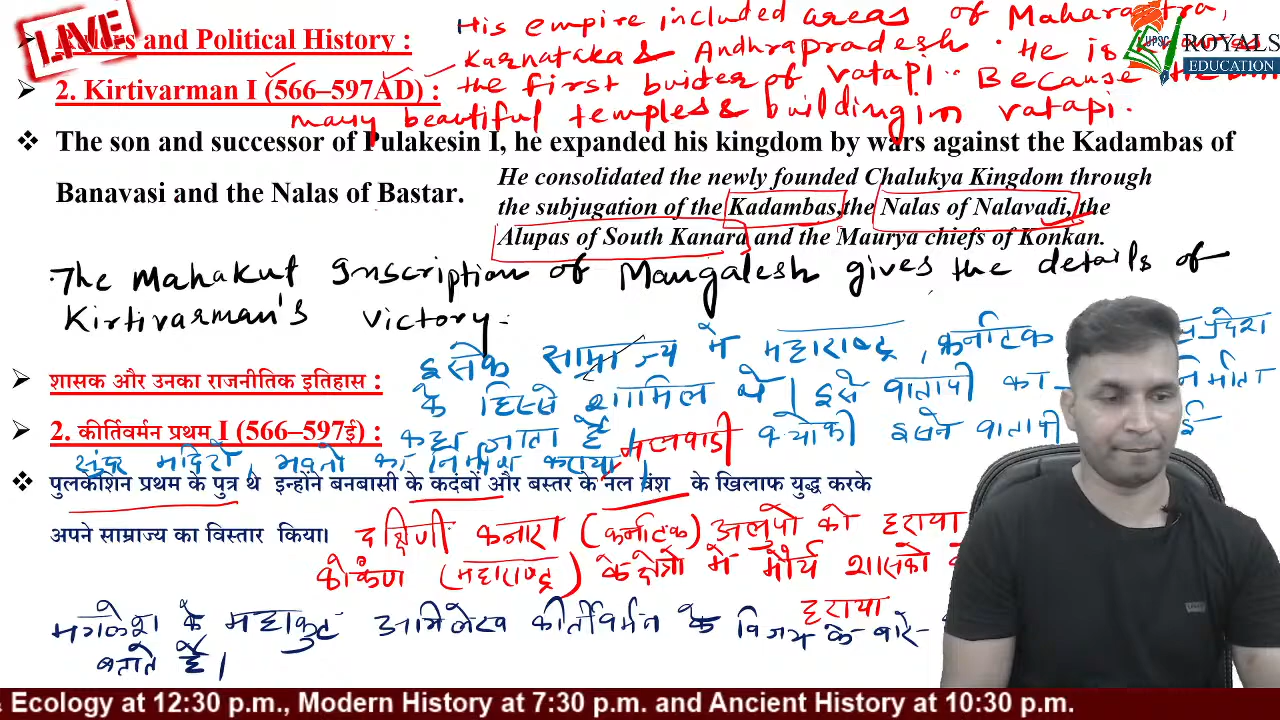 LIVE
Rulers and Political History :
His empire included areas of Maharastra,
UPSC ROYALS
EDUCATION
Karnataka & Andhrapradesh. He is
2. Kirtivarman I (566–597AD) :
the first buider of vatapi. Because
many beautiful temples & building in vatapi.
The son and successor of Pulakesin I, he expanded his kingdom by wars against the Kadambas of
Banavasi and the Nalas of Bastar.
He consolidated the newly founded Chalukya Kingdom through
the subjugation of the Kadambas, the Nalas of Nalavadi, the
Alupas of South Kanara and the Maurya chiefs of Konkan.
The Mahakut Inscription of Mangalesh gives the details of
Kirtivarman's victory.
इसके साम्राज्य में महाराष्ट्र, कर्नाटक प्रदेश
शासक और उनका राजनीतिक इतिहास :
के हिस्से शामिल थे। इसे वातापी का निर्माता
2. कीर्तिवर्मन प्रथम I (566–597ई) :
कहा जाता है क्योकी इसने वातापी ई
नलवाडी
सुंदर मंदिरो, भवनो का निर्माण कराया।
पुलकेशिन प्रथम के पुत्र थे इन्होंने बनबासी के कदंबों और बस्तर के नल वंश के खिलाफ युद्ध करके
अपने साम्राज्य का विस्तार किया।
दक्षिणी कनारा (कर्नाटक) अलुपो को हराया
कोंकण (महाराष्ट्र) के क्षेत्रो में मौर्य शासको
हराया
मगलेश के महाकुट अभिलेख कीर्तीवर्मन के विजय के बारे
बताते है।
& Ecology at 12:30 p.m., Modern History at 7:30 p.m. and Ancient History at 10:30 p.m.